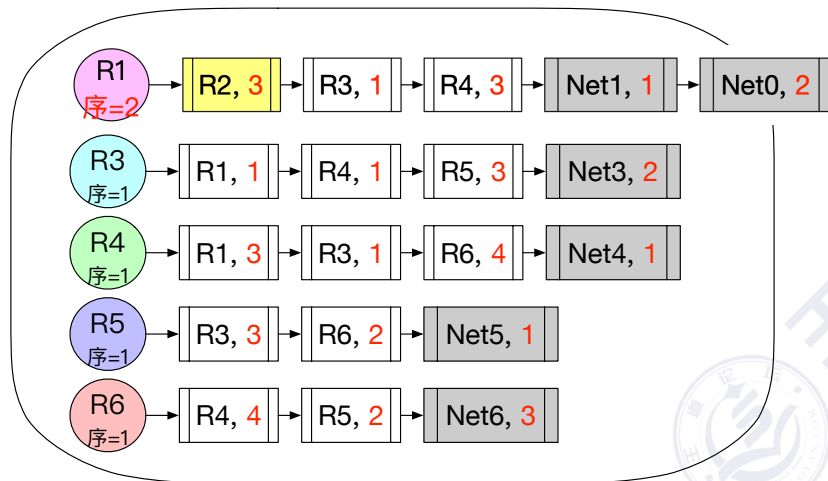 R1
序=2
R2, 3
R3, 1
R4, 3
Net1, 1
Net0, 2
R3
序=1
R1, 1
R4, 1
R5, 3
Net3, 2
R4
序=1
R1, 3
R3, 1
R6, 4
Net4, 1
R5
序=1
R3, 3
R6, 2
Net5, 1
R6
序=1
R4, 4
R5, 2
Net6, 3